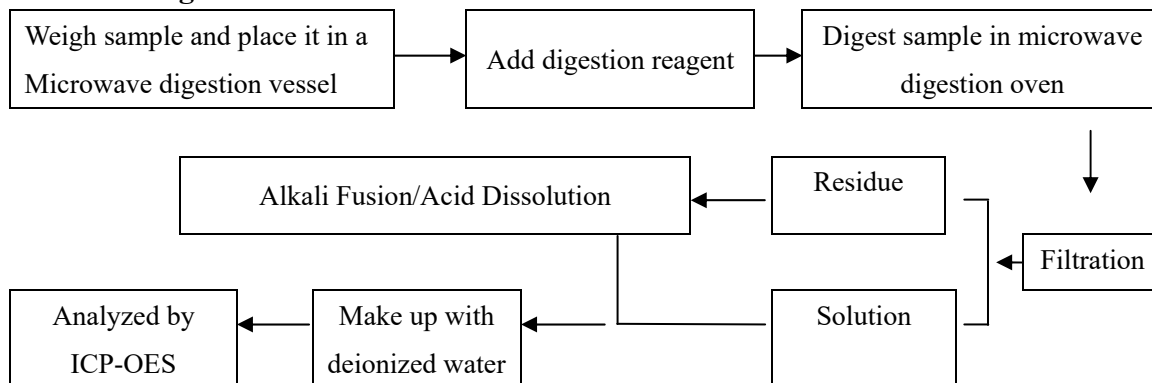 Weigh sample and place it in a
Microwave digestion vessel
Add digestion reagent
Digest sample in microwave
digestion oven
Alkali Fusion/Acid Dissolution
Residue
Filtration
Solution
Make up with
deionized water
Analyzed by
ICP-OES